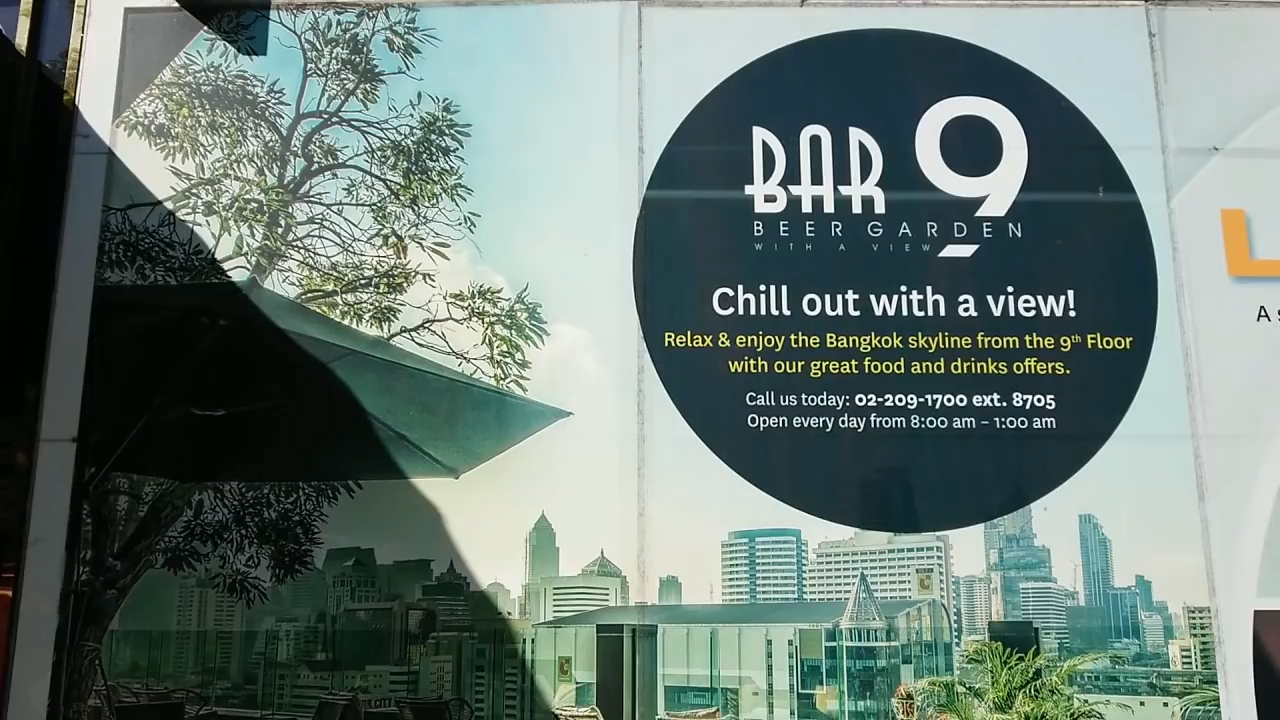 BAR 9
BEER GARDEN
WITH A VIEW
Chill out with a view!
Relax & enjoy the Bangkok skyline from the 9th Floor
with our great food and drinks offers.
Call us today: 02-209-1700 ext. 8705
Open every day from 8:00 am – 1:00 am
L
A